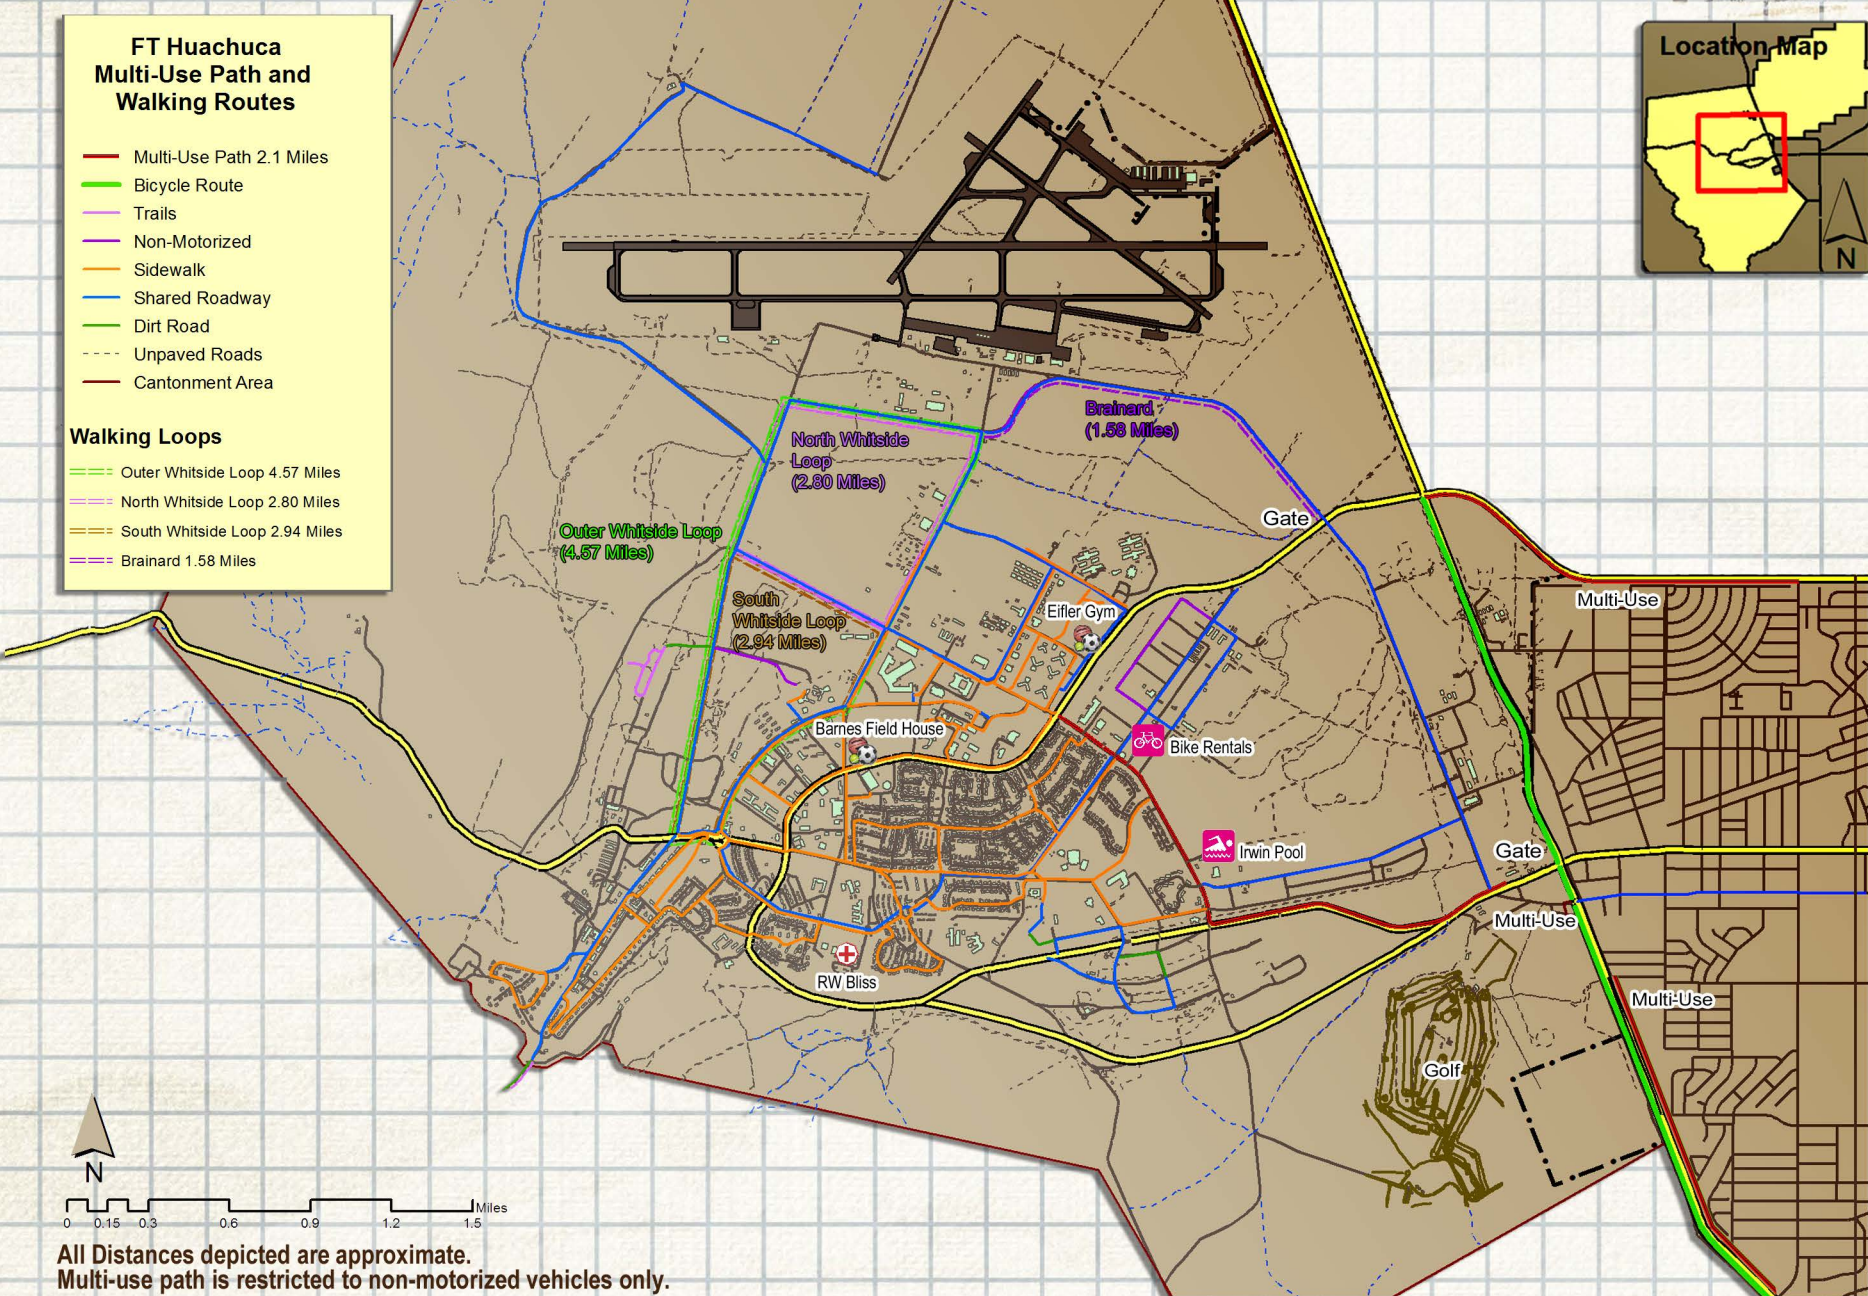 FT Huachuca
Multi-Use Path and
Walking Routes
Multi-Use Path 2.1 Miles
Bicycle Route
Trails
Non-Motorized
Sidewalk
Shared Roadway
Dirt Road
Unpaved Roads
Cantonment Area
Walking Loops
Outer Whitside Loop 4.57 Miles
North Whitside Loop 2.80 Miles
South Whitside Loop 2.94 Miles
Brainard 1.58 Miles
Location Map
N
Brainard
(1.58 Miles)
North Whitside
Loop
(2.80 Miles)
Outer Whitside Loop
(4.57 Miles)
Gate
South
Whitside Loop
(2.94 Miles)
Eifler Gym
Multi-Use
Barnes Field House
Bike Rentals
Irwin Pool
Gate
Multi-Use
RW Bliss
Multi-Use
Golf
N
0 0.15 0.3 0.6 0.9 1.2 1.5 Miles
All Distances depicted are approximate.
Multi-use path is restricted to non-motorized vehicles only.